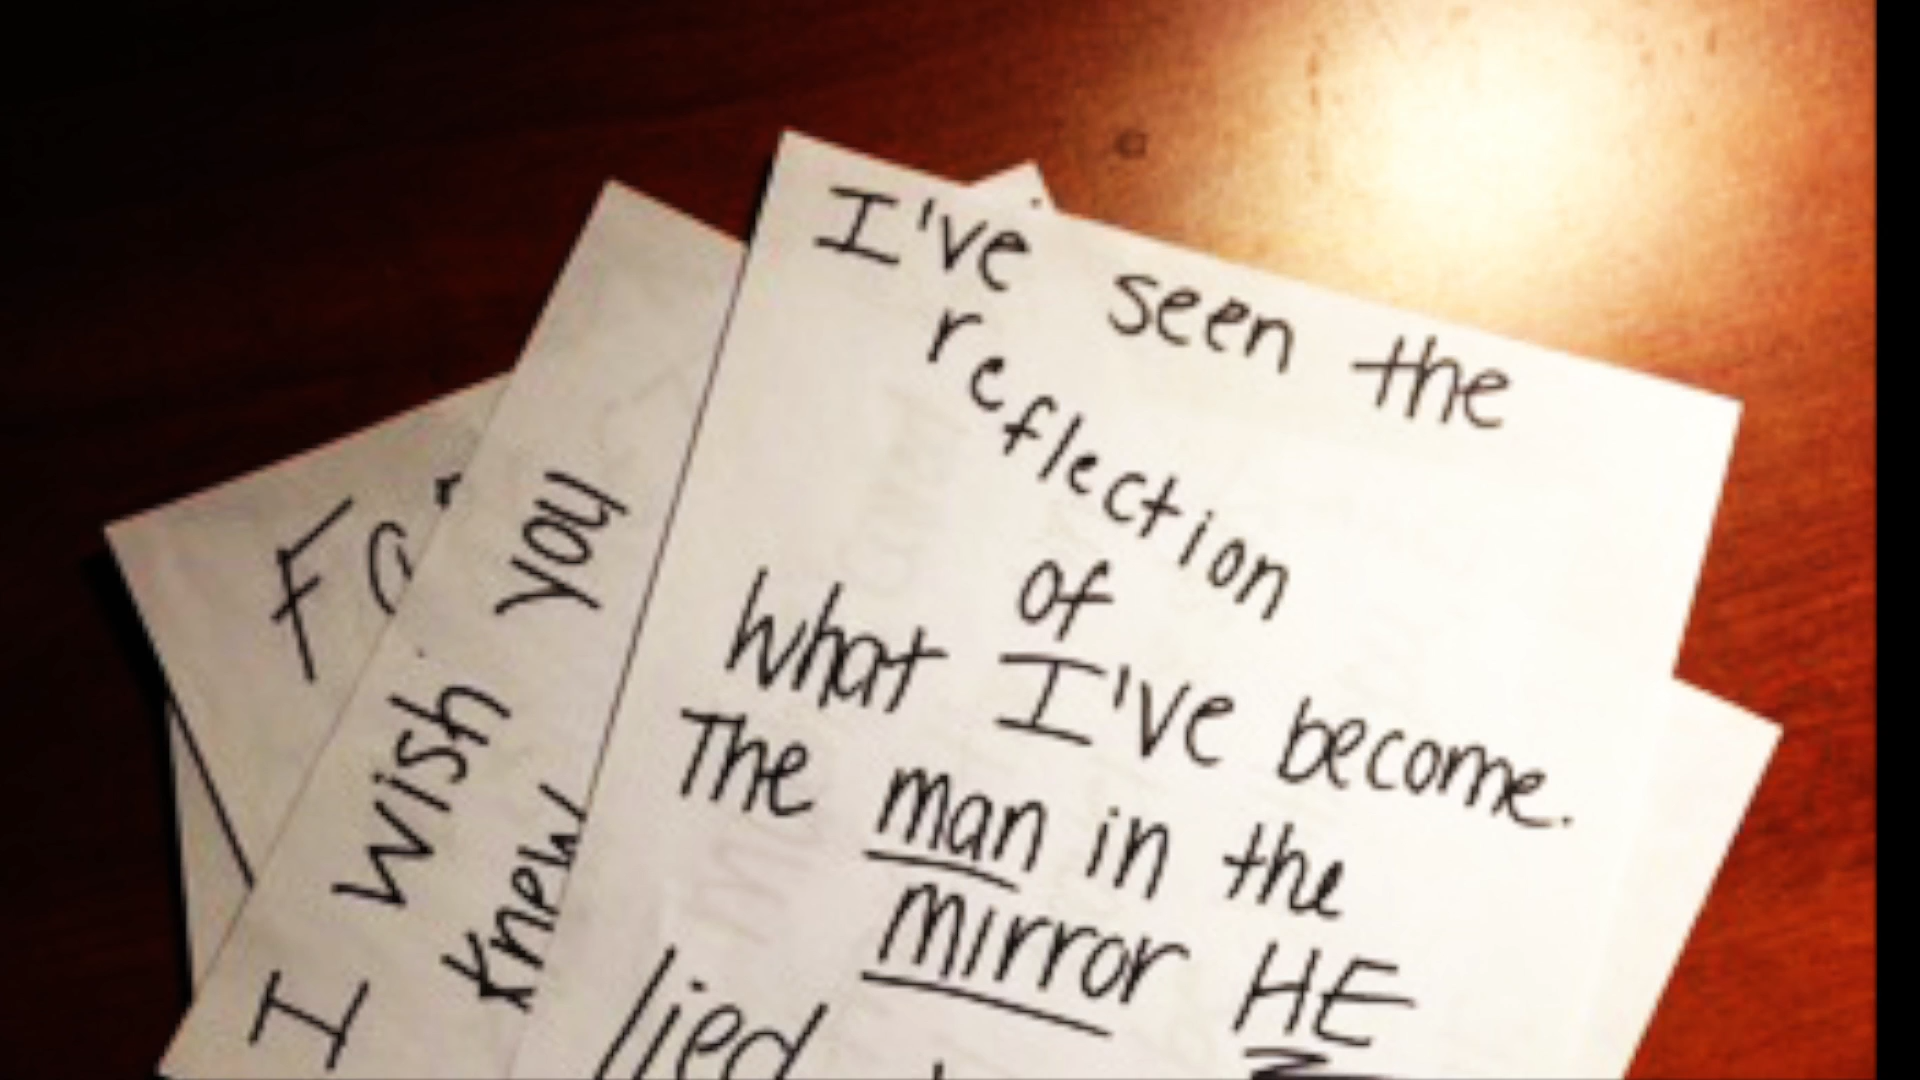 I've seen the
reflection
of
what I've become.
The man in the
mirror HE
lied
I wish you
knew